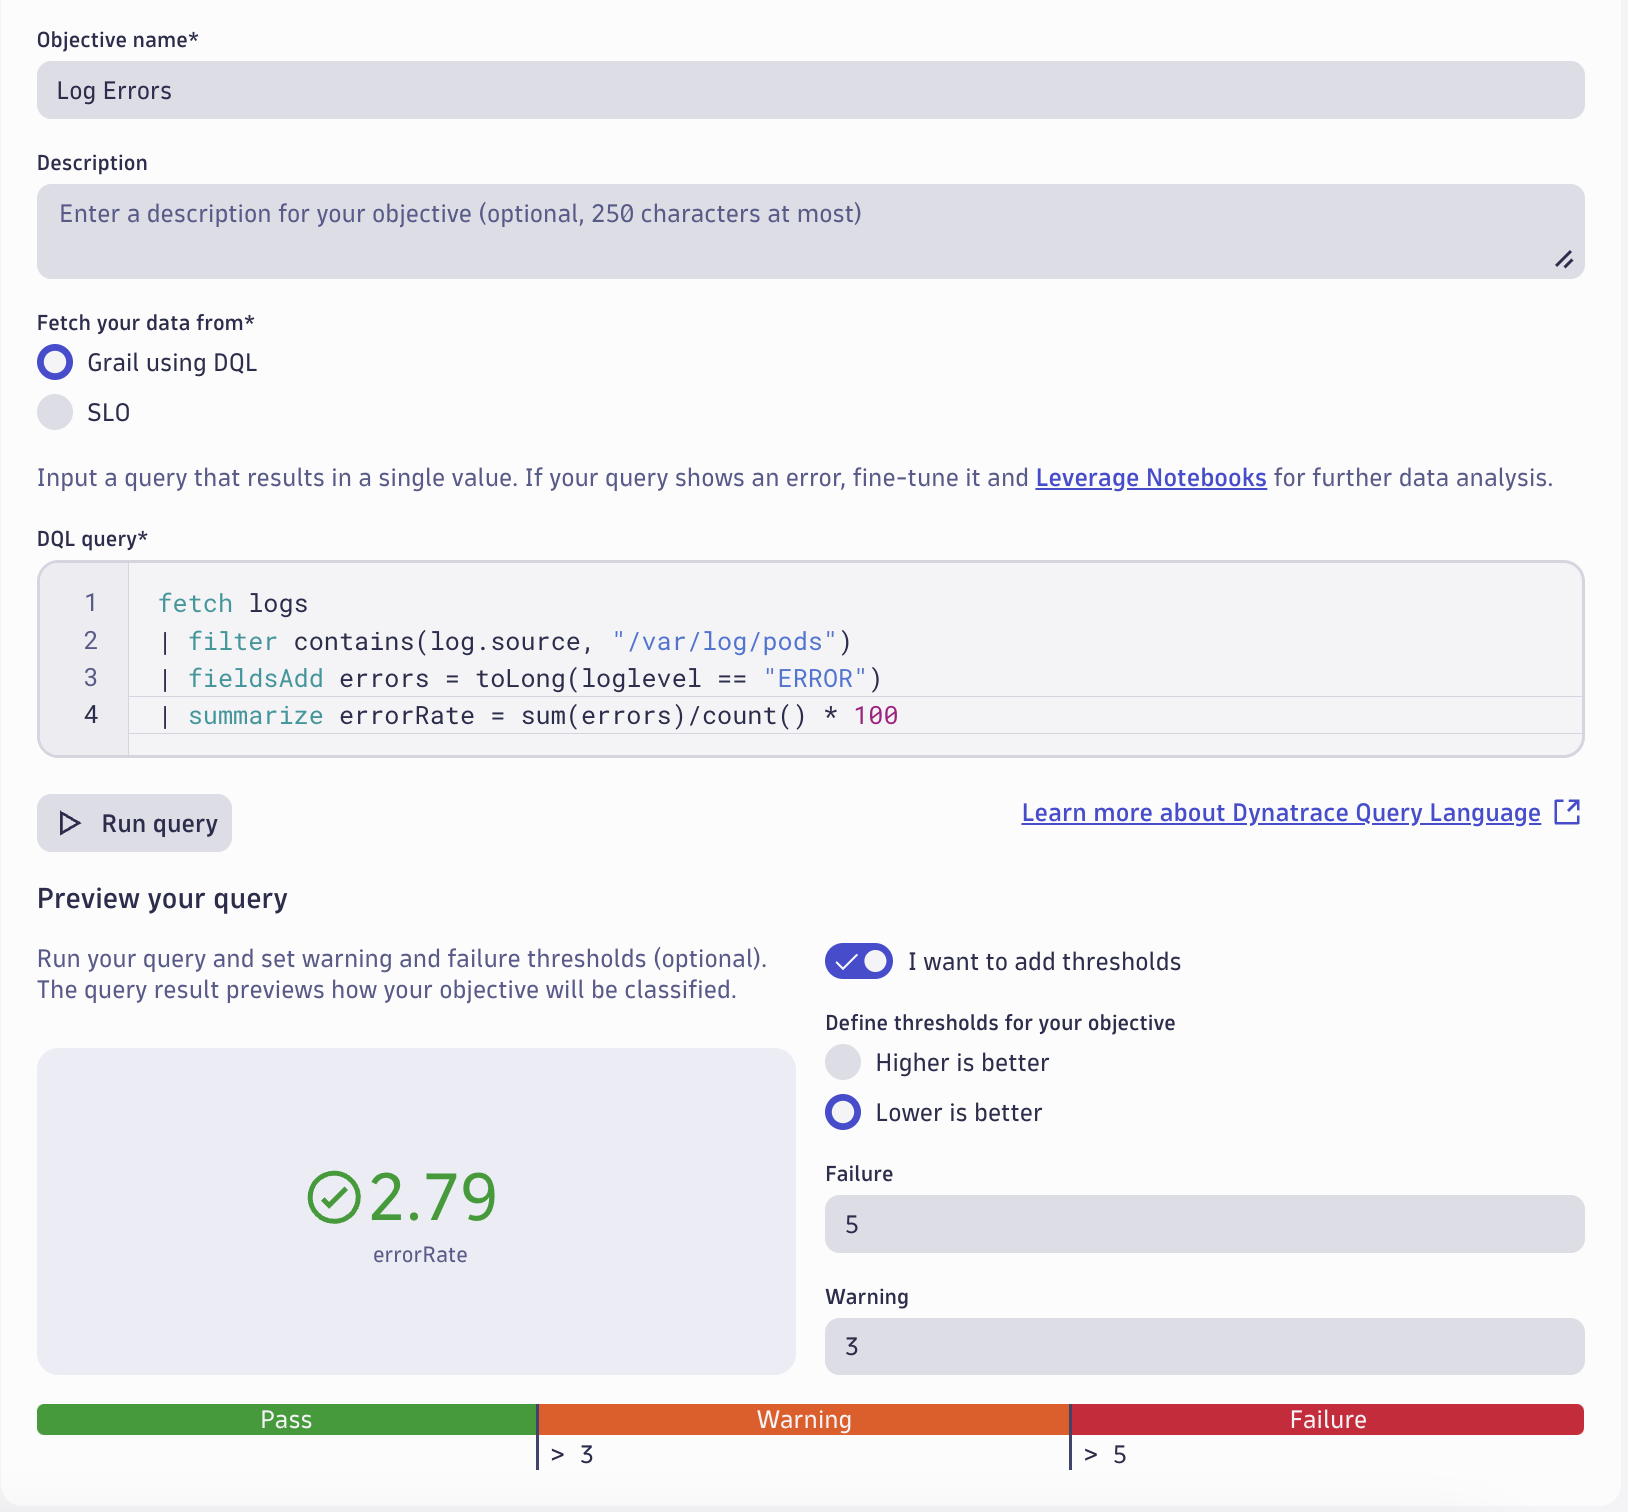 Objective name*
Log Errors
Description
Enter a description for your objective (optional, 250 characters at most)
Fetch your data from*
Grail using DQL
SLO
Input a query that results in a single value. If your query shows an error, fine-tune it and Leverage Notebooks for further data analysis.
DQL query*
1 fetch logs
2 | filter contains(log.source, "/var/log/pods")
3 | fieldsAdd errors = toLong(loglevel == "ERROR")
4 | summarize errorRate = sum(errors)/count() * 100
Run query
Learn more about Dynatrace Query Language
Preview your query
Run your query and set warning and failure thresholds (optional).
The query result previews how your objective will be classified.
2.79
errorRate
I want to add thresholds
Define thresholds for your objective
Higher is better
Lower is better
Failure
5
Warning
3
Pass Warning Failure
> 3 > 5